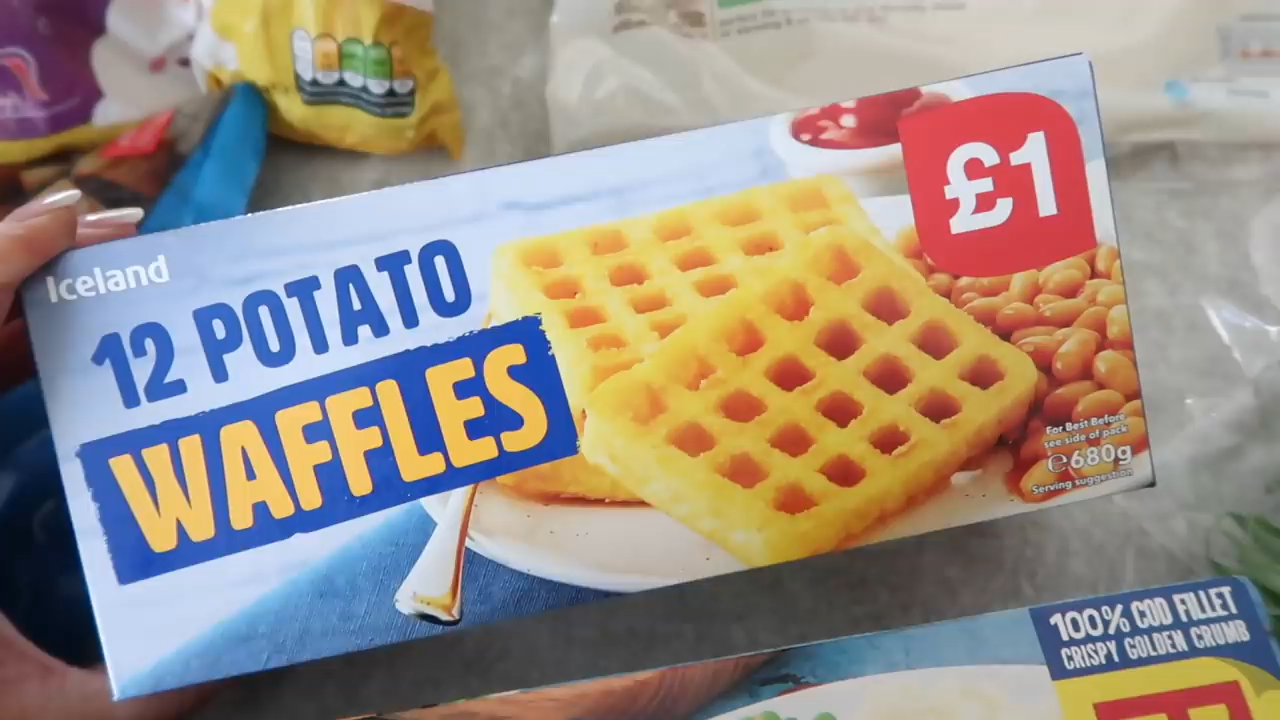 Iceland
12 POTATO
WAFFLES
£1
For Best Before
see side of pack
℮680g
Serving suggestion
100% COD FILLET
CRISPY GOLDEN CRUMB